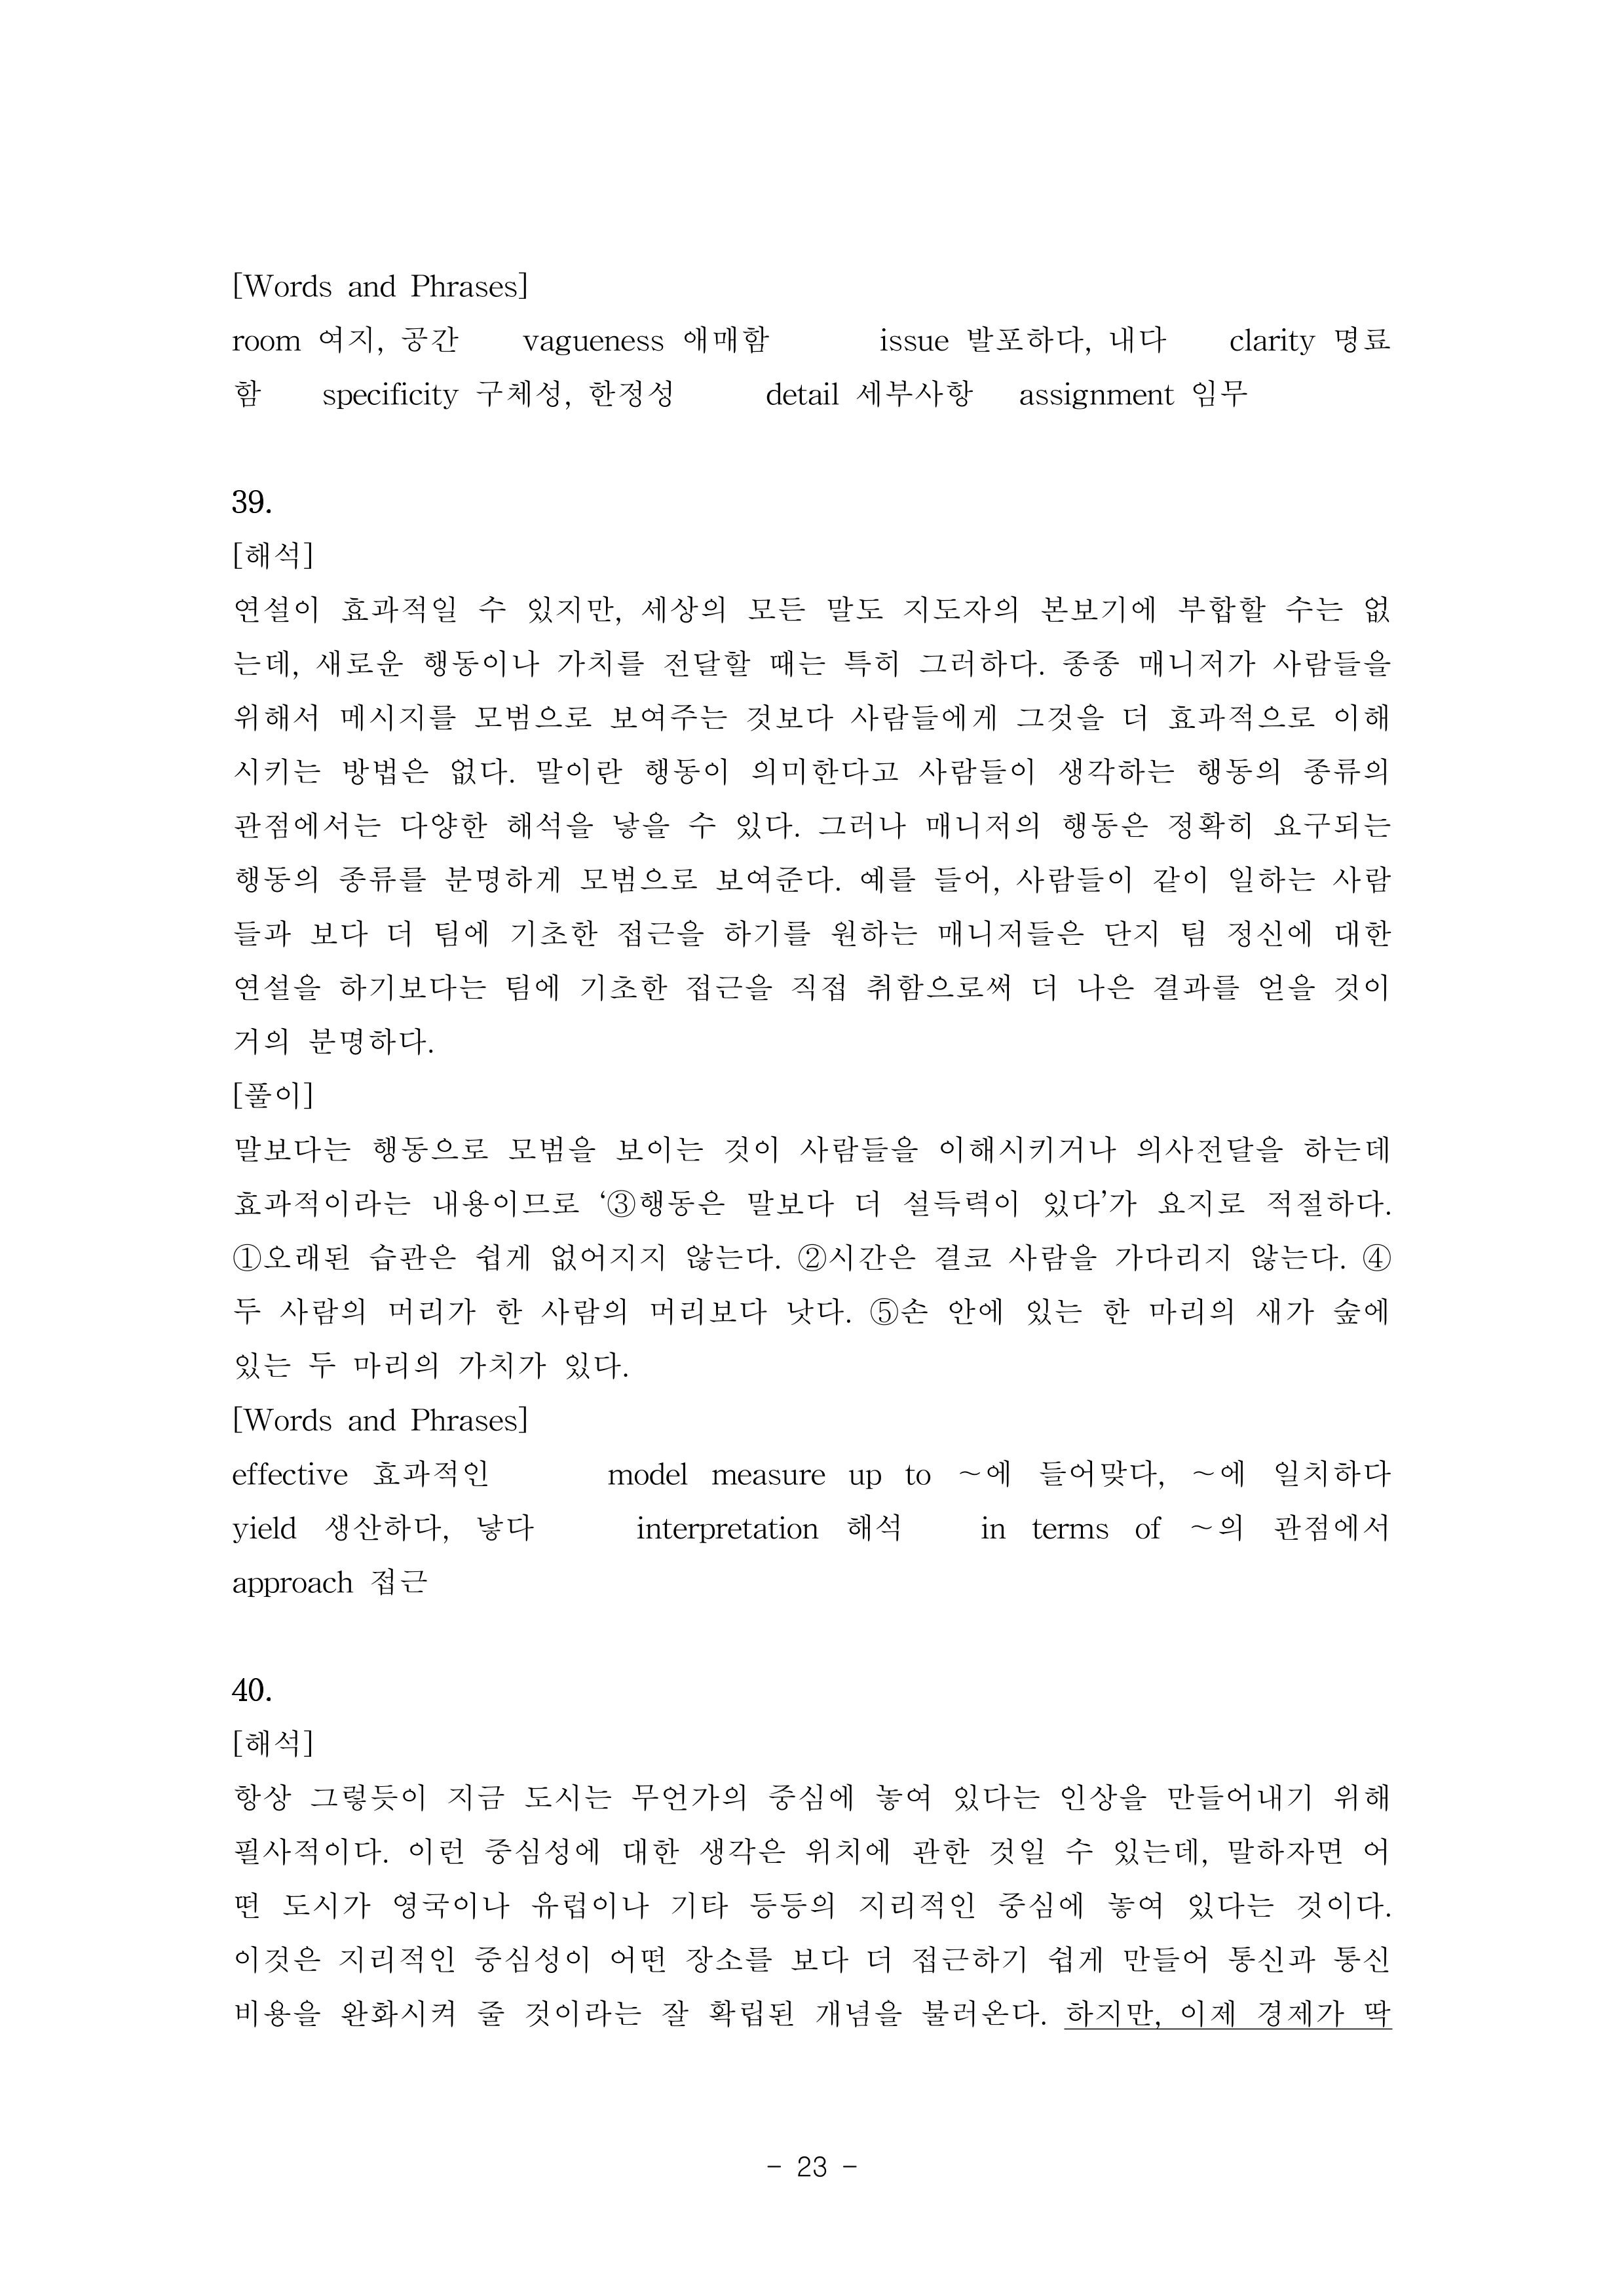 [Words and Phrases]
room 여지, 공간 vagueness 애매함 issue 발포하다, 내다 clarity 명료
함 specificity 구체성, 한정성 detail 세부사항 assignment 임무
39.
[해석]
연설이 효과적일 수 있지만, 세상의 모든 말도 지도자의 본보기에 부합할 수는 없
는데, 새로운 행동이나 가치를 전달할 때는 특히 그러하다. 종종 매니저가 사람들을
위해서 메시지를 모범으로 보여주는 것보다 사람들에게 그것을 더 효과적으로 이해
시키는 방법은 없다. 말이란 행동이 의미한다고 사람들이 생각하는 행동의 종류의
관점에서는 다양한 해석을 낳을 수 있다. 그러나 매니저의 행동은 정확히 요구되는
행동의 종류를 분명하게 모범으로 보여준다. 예를 들어, 사람들이 같이 일하는 사람
들과 보다 더 팀에 기초한 접근을 하기를 원하는 매니저들은 단지 팀 정신에 대한
연설을 하기보다는 팀에 기초한 접근을 직접 취함으로써 더 나은 결과를 얻을 것이
거의 분명하다.
[풀이]
말보다는 행동으로 모범을 보이는 것이 사람들을 이해시키거나 의사전달을 하는데
효과적이라는 내용이므로 ‘③행동은 말보다 더 설득력이 있다’가 요지로 적절하다.
①오래된 습관은 쉽게 없어지지 않는다. ②시간은 결코 사람을 가다리지 않는다. ④
두 사람의 머리가 한 사람의 머리보다 낫다. ⑤손 안에 있는 한 마리의 새가 숲에
있는 두 마리의 가치가 있다.
[Words and Phrases]
effective 효과적인 model measure up to ～에 들어맞다, ～에 일치하다
yield 생산하다, 낳다 interpretation 해석 in terms of ～의 관점에서
approach 접근
40.
[해석]
항상 그렇듯이 지금 도시는 무언가의 중심에 놓여 있다는 인상을 만들어내기 위해
필사적이다. 이런 중심성에 대한 생각은 위치에 관한 것일 수 있는데, 말하자면 어
떤 도시가 영국이나 유럽이나 기타 등등의 지리적인 중심에 놓여 있다는 것이다.
이것은 지리적인 중심성이 어떤 장소를 보다 더 접근하기 쉽게 만들어 통신과 통신
비용을 완화시켜 줄 것이라는 잘 확립된 개념을 불러온다. 하지만, 이제 경제가 딱
- 23 -